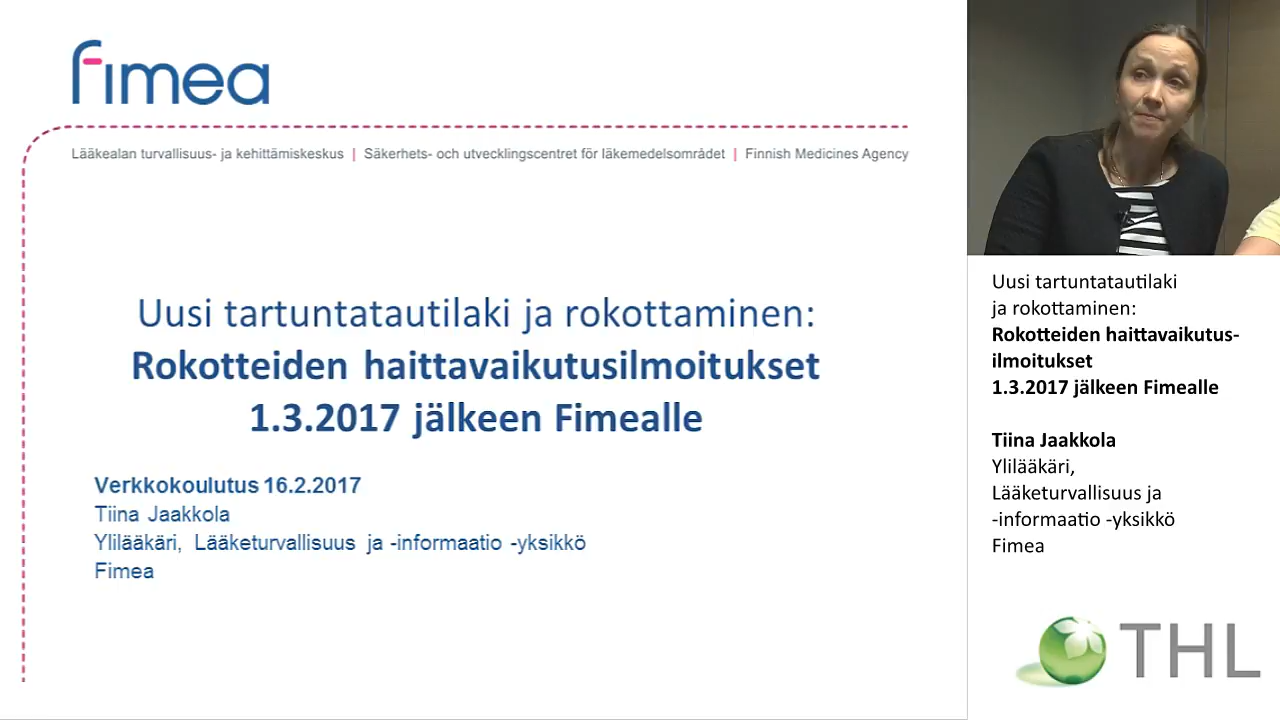 fimea
Lääkealan turvallisuus- ja kehittämiskeskus | Säkerhets- och utvecklingscentret för läkemedelsområdet | Finnish Medicines Agency
Uusi tartuntatautilaki ja rokottaminen:
Rokotteiden haittavaikutusilmoitukset
1.3.2017 jälkeen Fimealle
Verkkokoulutus 16.2.2017
Tiina Jaakkola
Ylilääkäri, Lääketurvallisuus ja -informaatio -yksikkö
Fimea
Uusi tartuntatautilaki
ja rokottaminen:
Rokotteiden haittavaikutus-
ilmoitukset
1.3.2017 jälkeen Fimealle
Tiina Jaakkola
Ylilääkäri,
Lääketurvallisuus ja
-informaatio -yksikkö
Fimea
THL